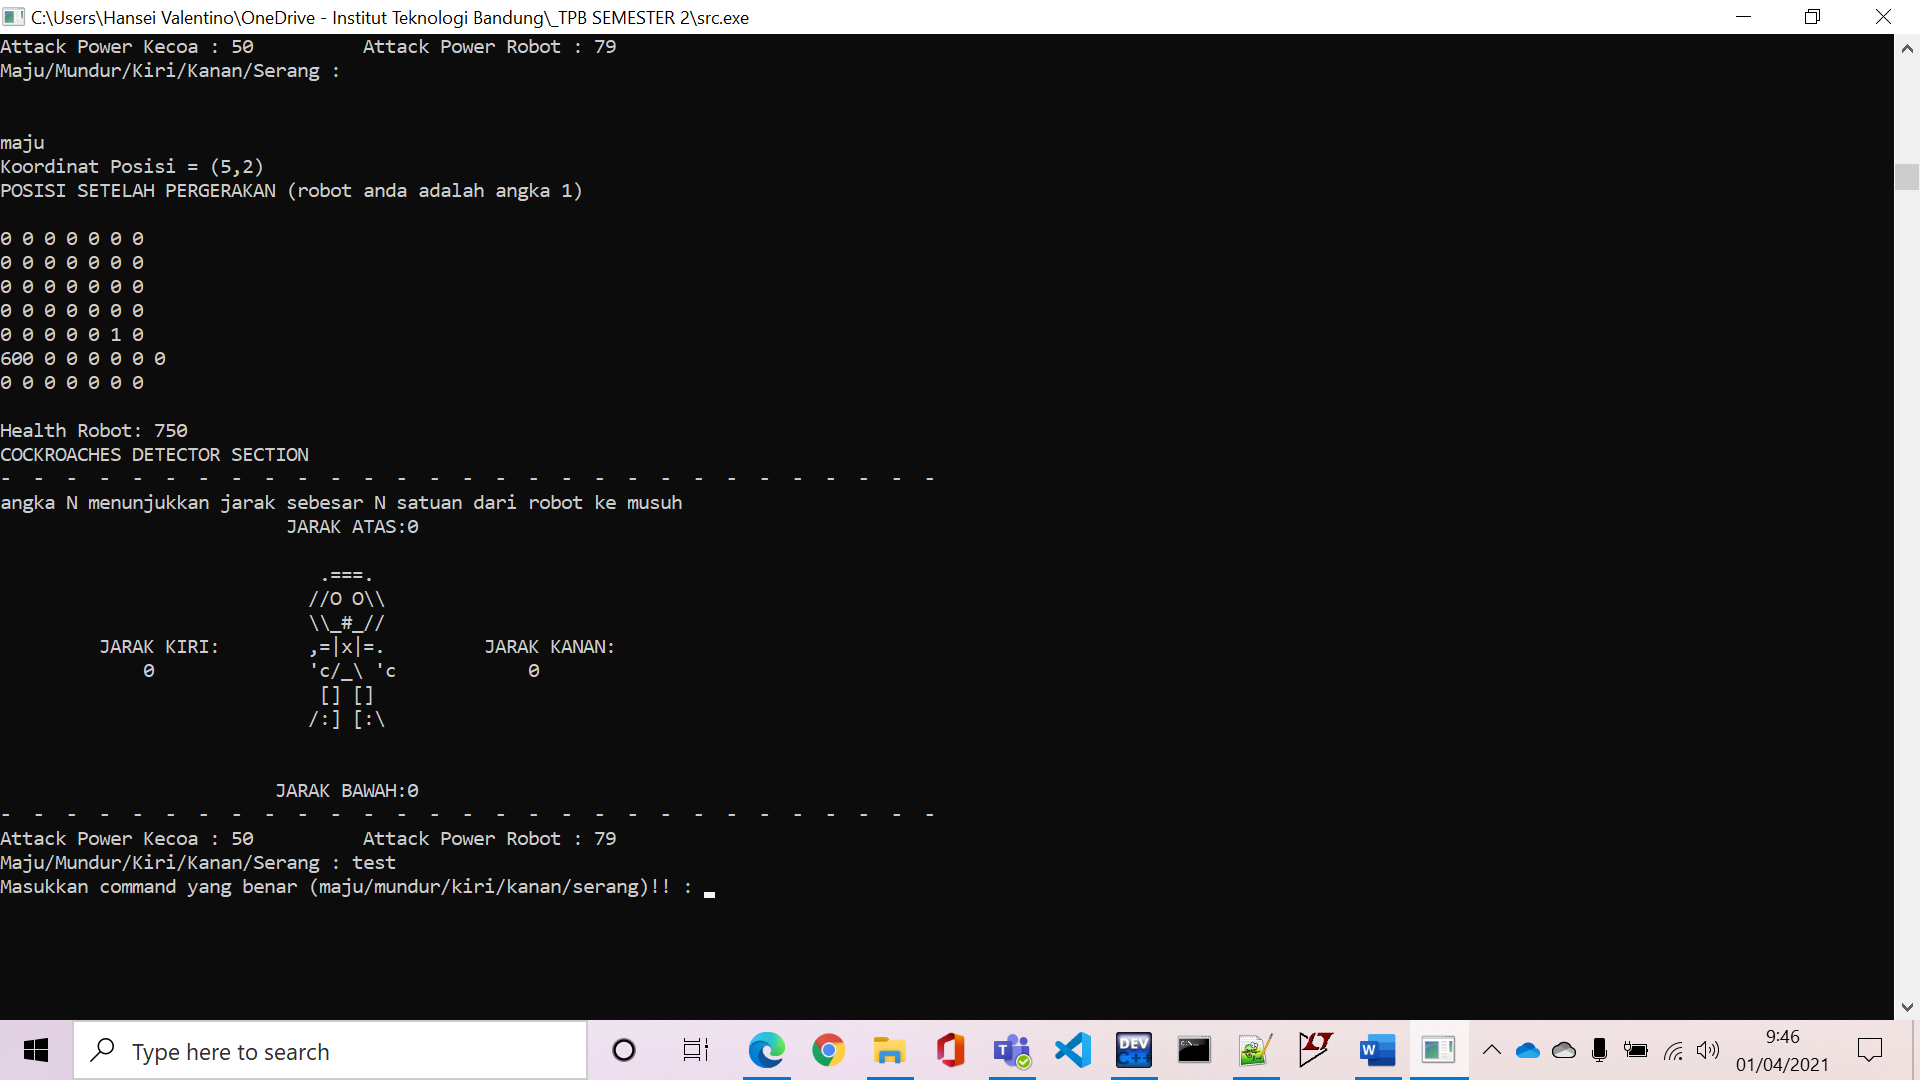 C:\Users\Hansei Valentino\OneDrive - Institut Teknologi Bandung\_TPB SEMESTER 2\src.exe
Attack Power Kecoa : 50          Attack Power Robot : 79
Maju/Mundur/Kiri/Kanan/Serang :
maju
Koordinat Posisi = (5,2)
POSISI SETELAH PERGERAKAN (robot anda adalah angka 1)
0 0 0 0 0 0 0
0 0 0 0 0 0 0
0 0 0 0 0 0 0
0 0 0 0 0 0 0
0 0 0 0 0 1 0
600 0 0 0 0 0 0
0 0 0 0 0 0 0
Health Robot: 750
COCKROACHES DETECTOR SECTION
-  -  -  -  -  -  -  -  -  -  -  -  -  -  -  -  -  -  -  -  -  -  -  -  -  -  -  -  -
angka N menunjukkan jarak sebesar N satuan dari robot ke musuh
                          JARAK ATAS:0
                             .===.
                            //O O\\
                            \\_#_//
         JARAK KIRI:        ,=|x|=.         JARAK KANAN:
             0              'c/_\ 'c            0
                             [] []
                            /:] [:\
                         JARAK BAWAH:0
-  -  -  -  -  -  -  -  -  -  -  -  -  -  -  -  -  -  -  -  -  -  -  -  -  -  -  -  -
Attack Power Kecoa : 50          Attack Power Robot : 79
Maju/Mundur/Kiri/Kanan/Serang : test
Masukkan command yang benar (maju/mundur/kiri/kanan/serang)!! :
Type here to search
DEV C++
W
9:46
01/04/2021